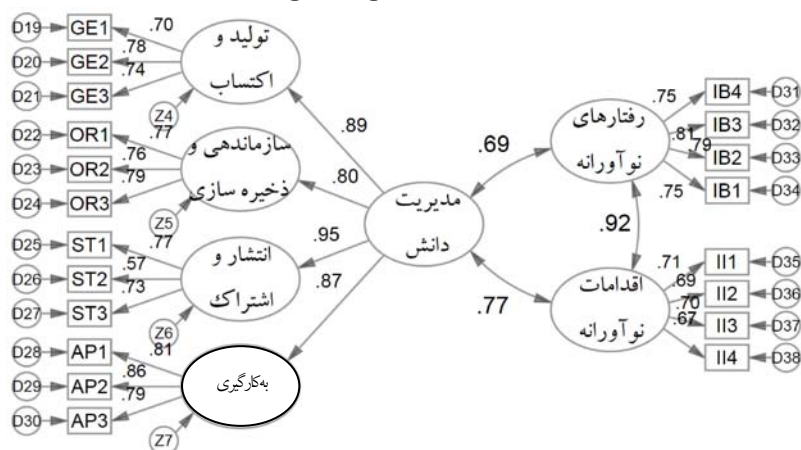 D19 GE1 .70
D20 GE2 .78
D21 GE3 .74
تولید و
اکتساب
Z4
.89
D22 OR1 .77
D23 OR2 .76
D24 OR3 .79
سازماندهی و
ذخیره سازی
Z5
.80
D25 ST1 .77
D26 ST2 .57
D27 ST3 .73
انتشار و
اشتراك
Z6
.95
D28 AP1 .81
D29 AP2 .86
D30 AP3 .79
به‌کارگیری
Z7
.87
مدیریت
دانش
.69
.77
.92
رفتارهای
نوآورانه
.75 IB4 D31
.81 IB3 D32
.79 IB2 D33
.75 IB1 D34
اقدامات
نوآورانه
.71 II1 D35
.69 II2 D36
.70 II3 D37
.67 II4 D38